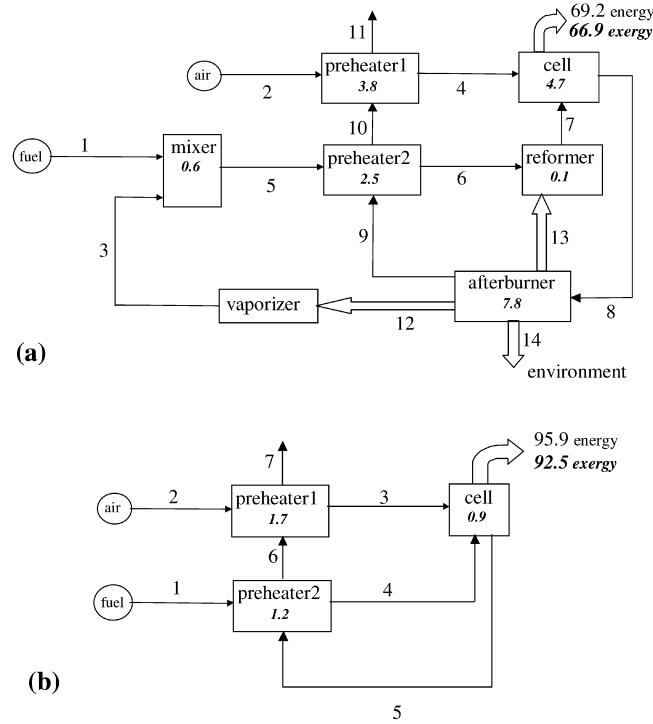 69.2 energy
66.9 exergy
11
preheater1
3.8
cell
4.7
air
2
4
10
7
1
mixer
0.6
preheater2
2.5
reformer
0.1
fuel
5
6
9
13
3
afterburner
7.8
vaporizer
12
8
14
(a)
environment
95.9 energy
92.5 exergy
7
preheater1
1.7
cell
0.9
air
2
3
6
1
preheater2
1.2
4
fuel
(b)
5